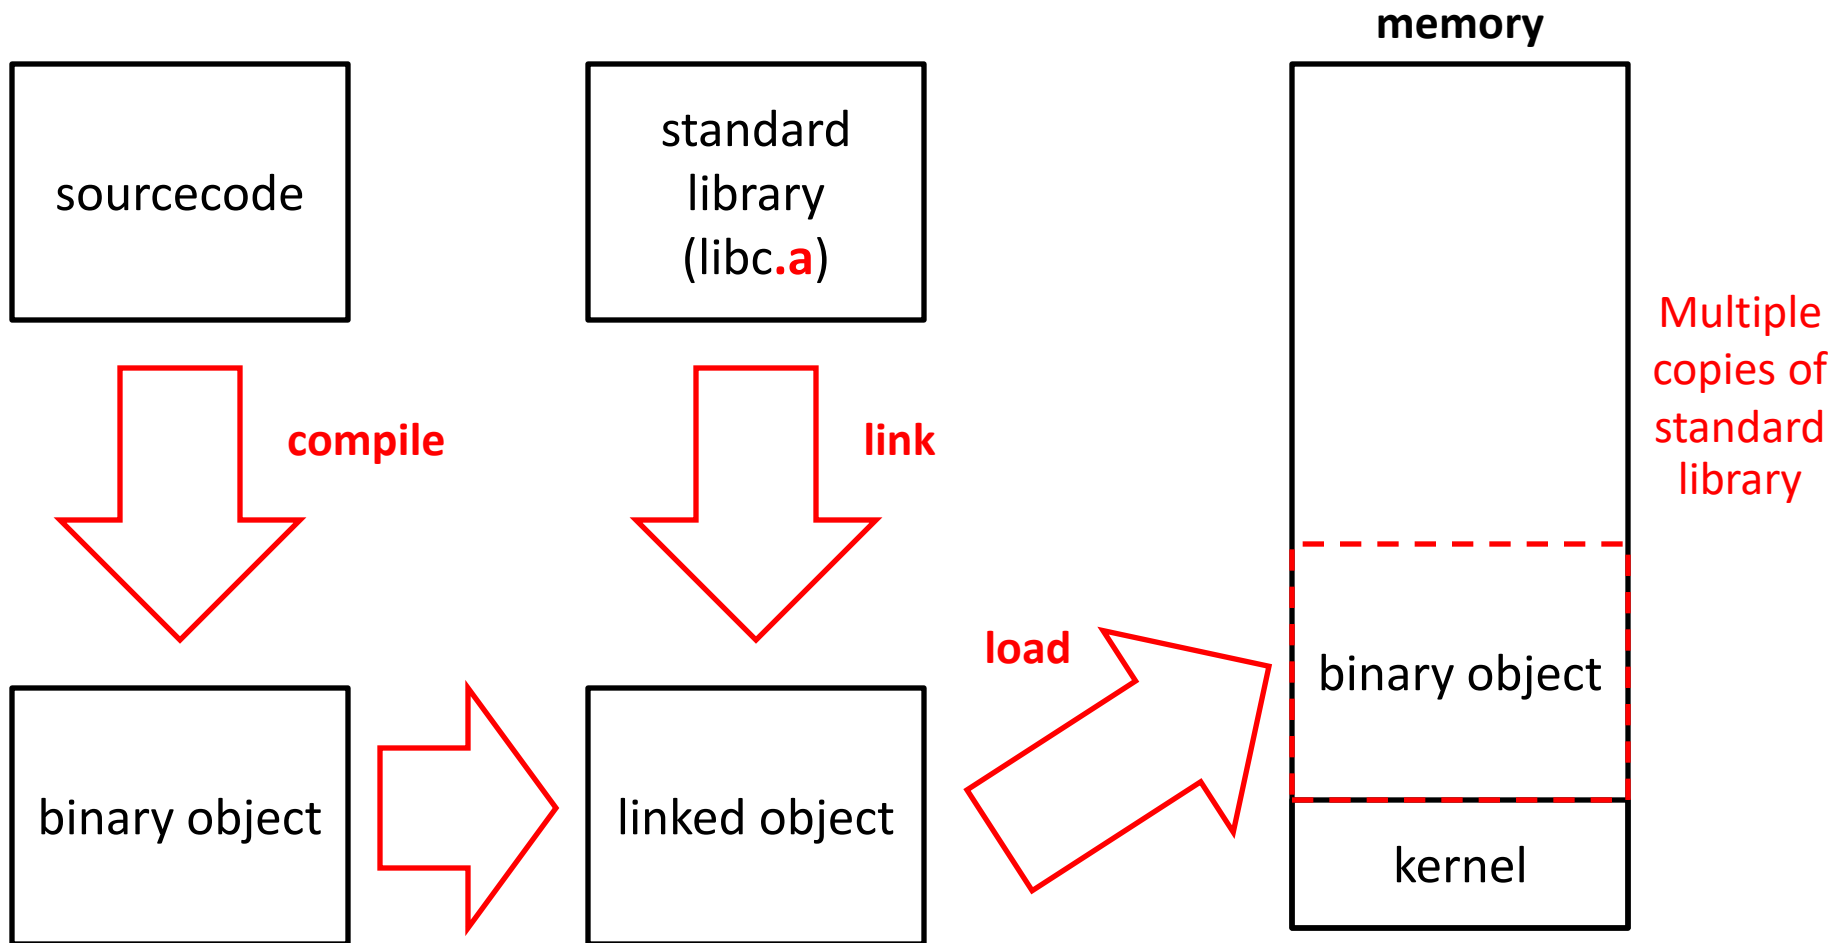 memory
sourcecode
standard
library
(libc.a)
Multiple
copies of
standard
library
compile
link
load
binary object
binary object
linked object
kernel